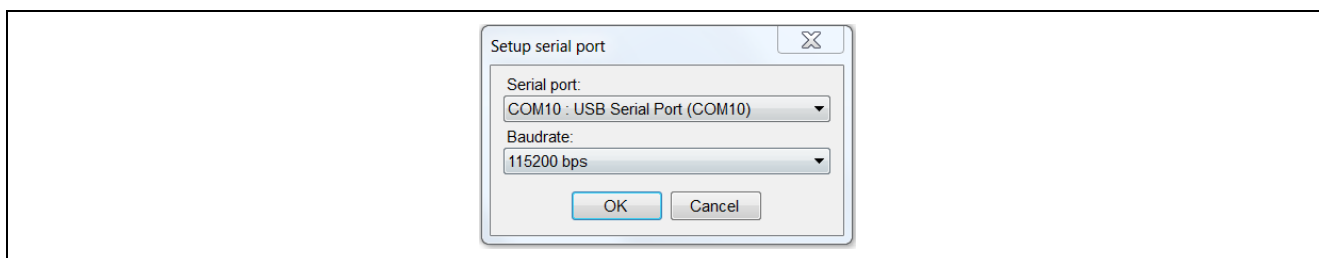 Setup serial port
Serial port:
COM10 : USB Serial Port (COM10)
Baudrate:
115200 bps
OK Cancel